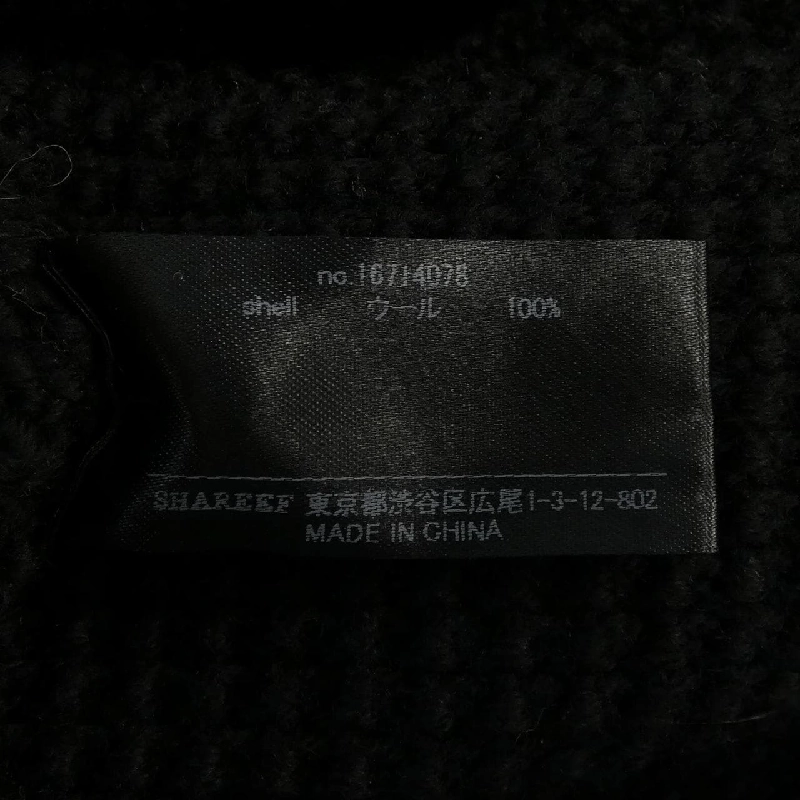 no.16714078
shell ウール 100%
SHAREEF 東京都渋谷区広尾1-3-12-802
MADE IN CHINA